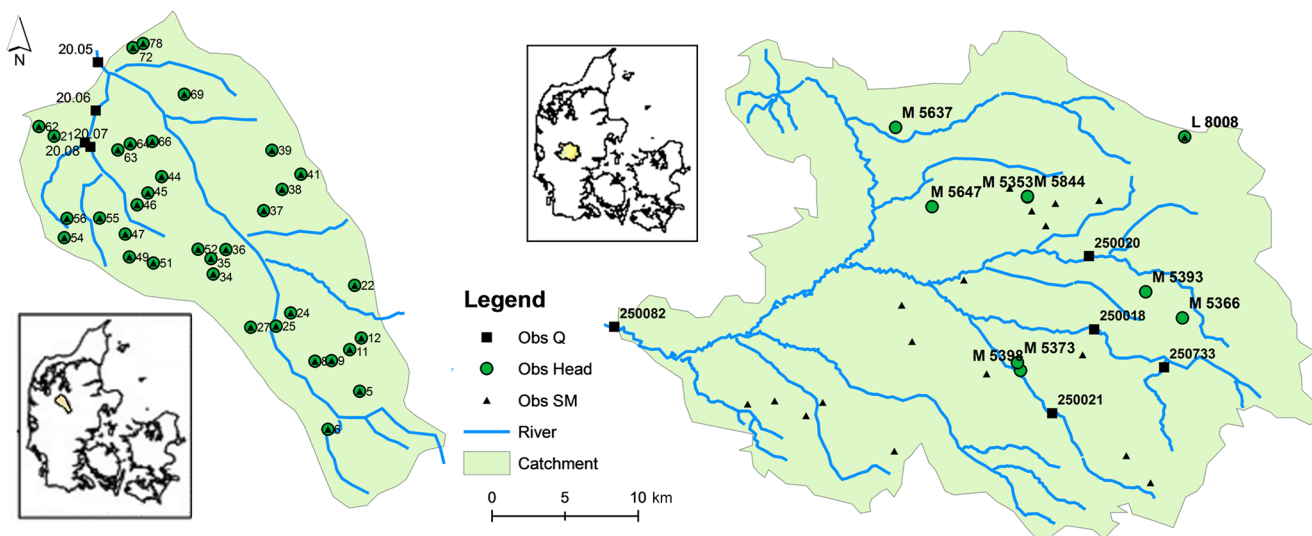 N
20.05
78
72
69
20.06
62
21
20.07
20.08
64
66
63
39
41
44
38
45
46
37
56
55
54
47
52
36
35
34
49
51
22
24
27
25
12
11
8
9
5
6
M 5637
L 8008
M 5647
M 5353
M 5844
250020
M 5393
M 5366
250082
250018
M 5398
M 5373
250733
250021
Legend
Obs Q
Obs Head
Obs SM
River
Catchment
0 5 10 km